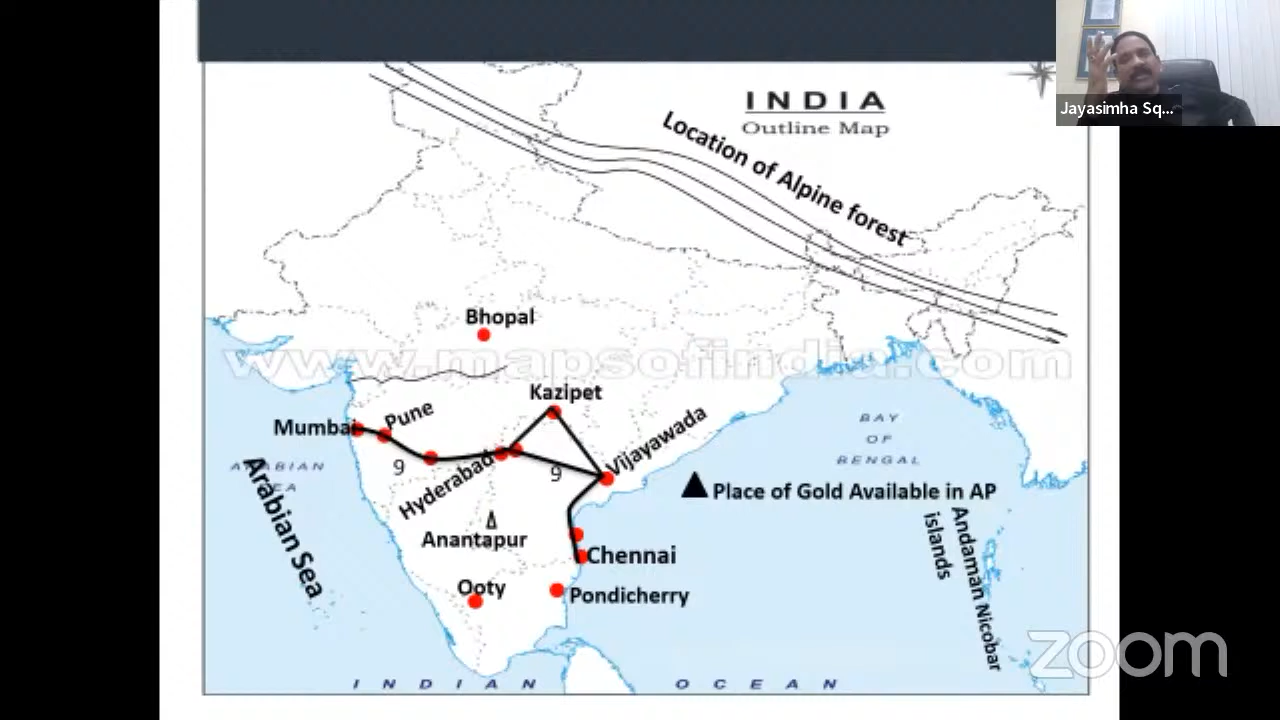 Jayasimha Sq...
INDIA
Outline Map
Location of Alpine forest
Bhopal
www.mapsofindia.com
Kazipet
Mumbai
Pune
Vijayawada
BAY
OF
BENGAL
9
9
Hyderabad
ARABIAN
SEA
Arabian Sea
Place of Gold Available in AP
Anantapur
Chennai
Andaman Nicobar
islands
Ooty
Pondicherry
INDIAN OCEAN
zoom